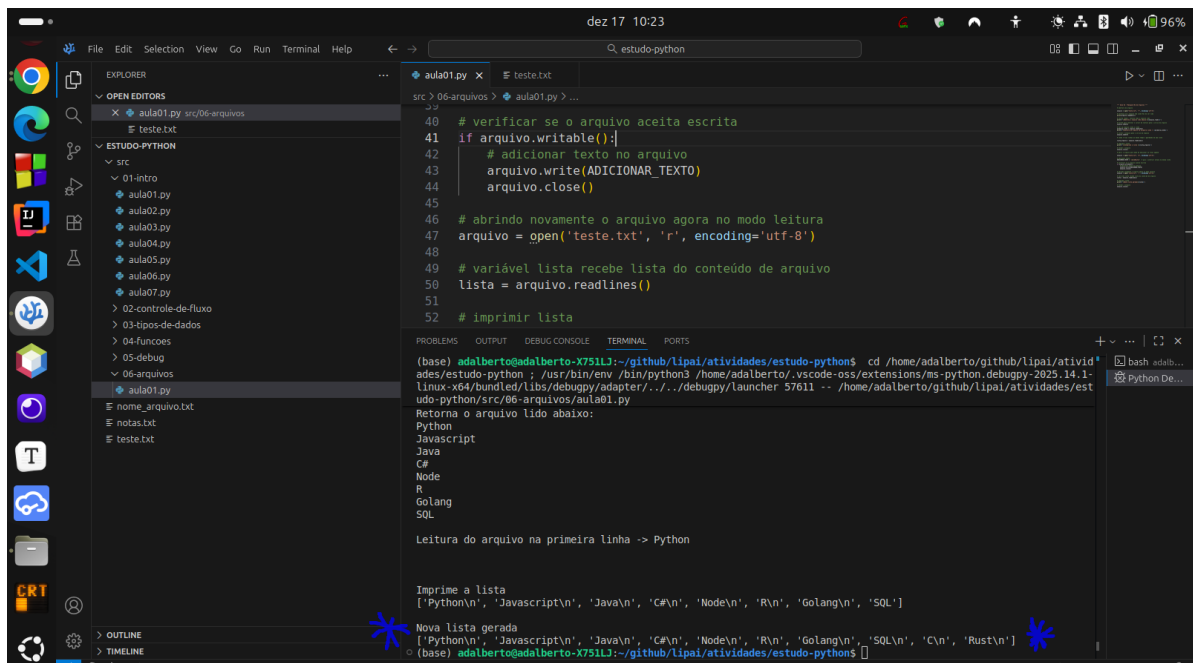 dez 17 10:23
96%
File Edit Selection View Go Run Terminal Help
estudo-python
EXPLORER
OPEN EDITORS
aula01.py src/06-arquivos
teste.txt
ESTUDO-PYTHON
src
01-intro
aula01.py
aula02.py
aula03.py
aula04.py
aula05.py
aula06.py
aula07.py
02-controle-de-fluxo
03-tipos-de-dados
04-funcoes
05-debug
06-arquivos
aula01.py
nome_arquivo.txt
notas.txt
teste.txt
OUTLINE
TIMELINE
IJ
T
CRT
aula01.py teste.txt
src > 06-arquivos > aula01.py > ...
39
40 # verificar se o arquivo aceita escrita
41 if arquivo.writable():
42 # adicionar texto no arquivo
43 arquivo.write(ADICIONAR_TEXTO)
44 arquivo.close()
45
46 # abrindo novamente o arquivo agora no modo leitura
47 arquivo = open('teste.txt', 'r', encoding='utf-8')
48
49 # variável lista recebe lista do conteúdo de arquivo
50 lista = arquivo.readlines()
51
52 # imprimir lista
PROBLEMS OUTPUT DEBUG CONSOLE TERMINAL PORTS
(base) adalberto@adalberto-X751LJ:~/github/lipai/atividades/estudo-python$ cd /home/adalberto/github/lipai/ativid
ades/estudo-python ; /usr/bin/env /bin/python3 /home/adalberto/.vscode-oss/extensions/ms-python.debugpy-2025.14.1-
linux-x64/bundled/libs/debugpy/adapter/../../debugpy/launcher 57611 -- /home/adalberto/github/lipai/atividades/est
udo-python/src/06-arquivos/aula01.py
Retorna o arquivo lido abaixo:
Python
Javascript
Java
C#
Node
R
Golang
SQL
Leitura do arquivo na primeira linha -> Python
Imprime a lista
['Python\n', 'Javascript\n', 'Java\n', 'C#\n', 'Node\n', 'R\n', 'Golang\n', 'SQL']
Nova lista gerada
['Python\n', 'Javascript\n', 'Java\n', 'C#\n', 'Node\n', 'R\n', 'Golang\n', 'SQL\n', 'C\n', 'Rust\n']
(base) adalberto@adalberto-X751LJ:~/github/lipai/atividades/estudo-python$
bash adalb...
Python De...